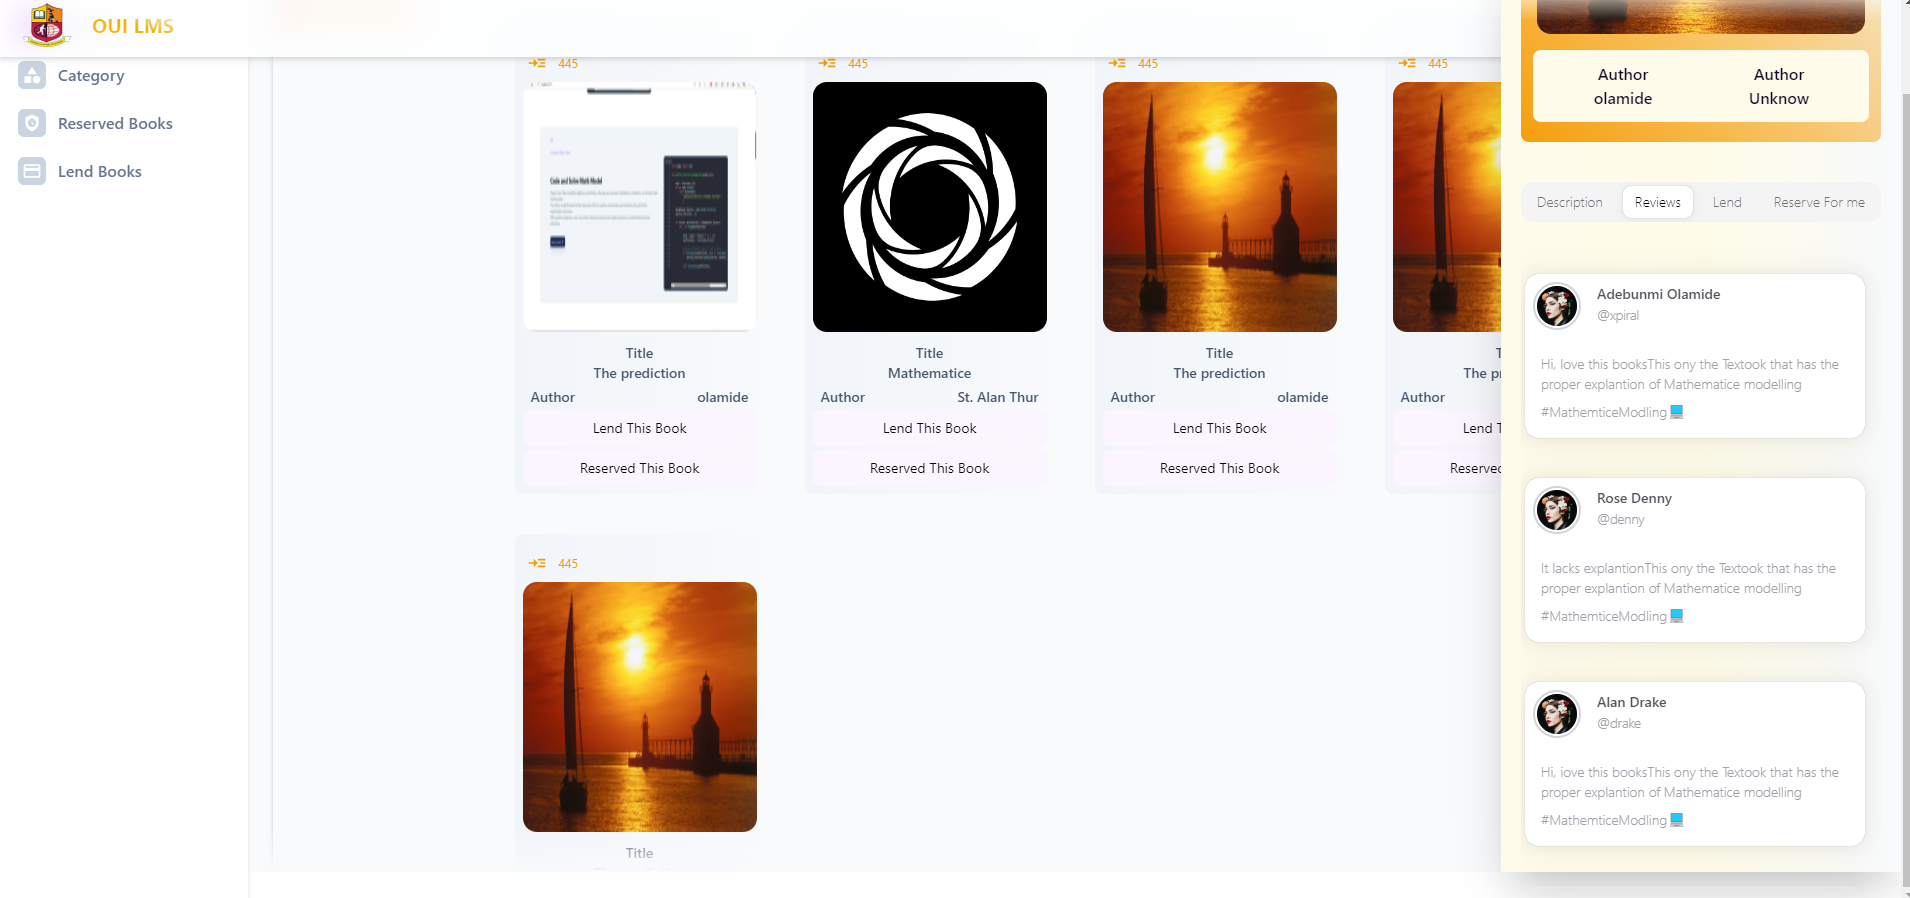 OUI LMS
Category
Reserved Books
Lend Books
445
445
445
445
Code and Solve Math Model
Title
The prediction
Author olamide
Lend This Book
Reserved This Book
Title
Mathematice
Author St. Alan Thur
Lend This Book
Reserved This Book
Title
The prediction
Author olamide
Lend This Book
Reserved This Book
Author
445
Title
Author
olamide
Author
Unknow
Description Reviews Lend Reserve For me
Adebunmi Olamide
@xpiral
Hi, love this booksThis ony the Textook that has the
proper explantion of Mathematice modelling
#MathemticeModling
Rose Denny
@denny
It lacks explantionThis ony the Textook that has the
proper explantion of Mathematice modelling
#MathemticeModling
Alan Drake
@drake
Hi, iove this booksThis ony the Textook that has the
proper explantion of Mathematice modelling
#MathemticeModling